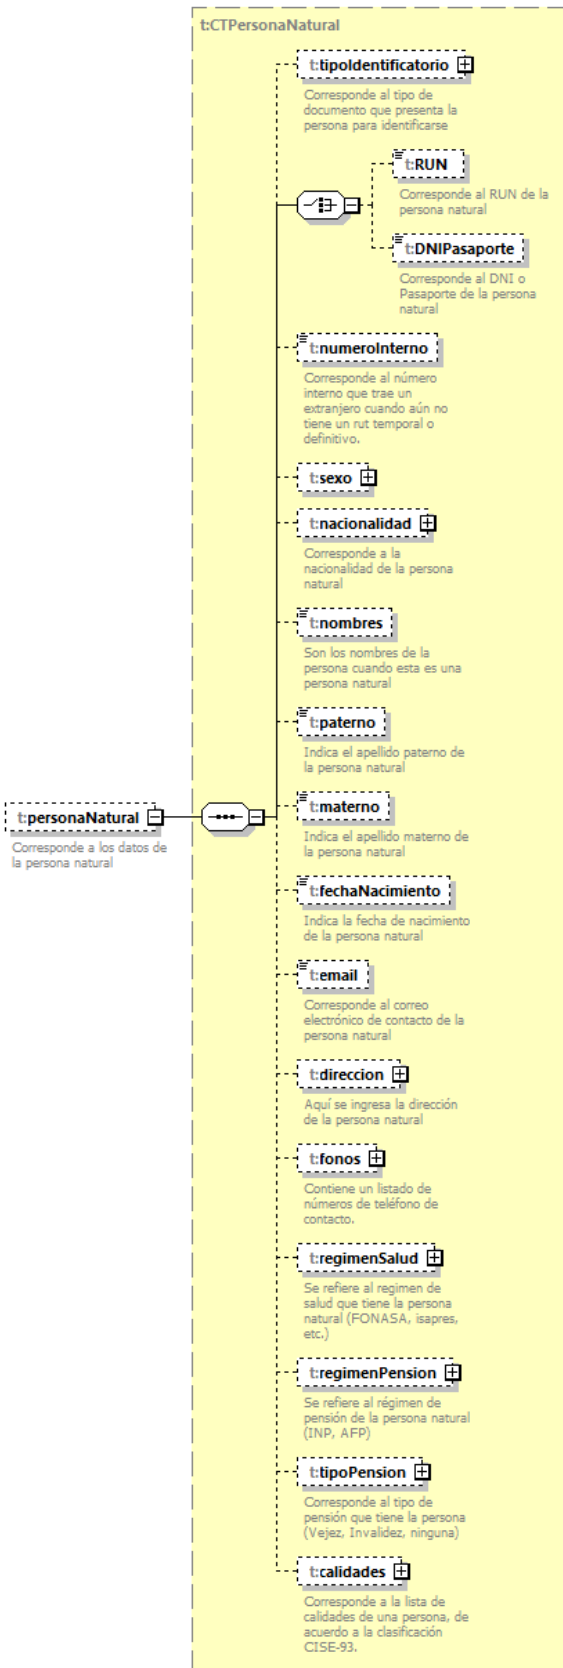 t:CTPersonaNatural
t:tipoIdentificatorio
Corresponde al tipo de
documento que presenta la
persona para identificarse
t:RUN
Corresponde al RUN de la
persona natural
t:DNIPasaporte
Corresponde al DNI o
Pasaporte de la persona
natural
t:numeroInterno
Corresponde al número
interno que trae un
extranjero cuando aún no
tiene un rut temporal o
definitivo.
t:sexo
t:nacionalidad
Corresponde a la
nacionalidad de la persona
natural
t:nombres
Son los nombres de la
persona cuando esta es una
persona natural
t:paterno
Indica el apellido paterno de
la persona natural
t:personaNatural
Corresponde a los datos de
la persona natural
t:materno
Indica el apellido materno de
la persona natural
t:fechaNacimiento
Indica la fecha de nacimiento
de la persona natural
t:email
Corresponde al correo
electrónico de contacto de la
persona natural
t:direccion
Aquí se ingresa la dirección
de la persona natural
t:fonos
Contiene un listado de
números de teléfono de
contacto.
t:regimenSalud
Se refiere al regimen de
salud que tiene la persona
natural (FONASA, isapres,
etc.)
t:regimenPension
Se refiere al régimen de
pensión de la persona natural
(INP, AFP)
t:tipoPension
Corresponde al tipo de
pensión que tiene la persona
(Vejez, Invalidez, ninguna)
t:calidades
Corresponde a la lista de
calidades de una persona, de
acuerdo a la clasificación
CISE-93.